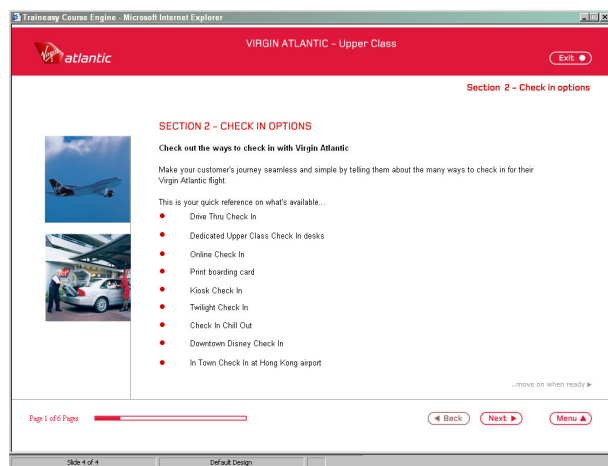 Traineasy Course Engine - Microsoft Internet Explorer
VIRGIN ATLANTIC - Upper Class
Virgin atlantic
Exit
Section 2 - Check in options
SECTION 2 - CHECK IN OPTIONS
Check out the ways to check in with Virgin Atlantic
Make your customer's journey seamless and simple by telling them about the many ways to check in for their
Virgin Atlantic flight.
This is your quick reference on what's available...
Drive Thru Check In
Dedicated Upper Class Check In desks
Online Check In
Print boarding card
Kiosk Check In
Twilight Check In
Check In Chill Out
Downtown Disney Check In
In Town Check In at Hong Kong airport
...move on when ready
Page 1 of 6 Pages
Back
Next
Menu
Slide 4 of 4
Default Design